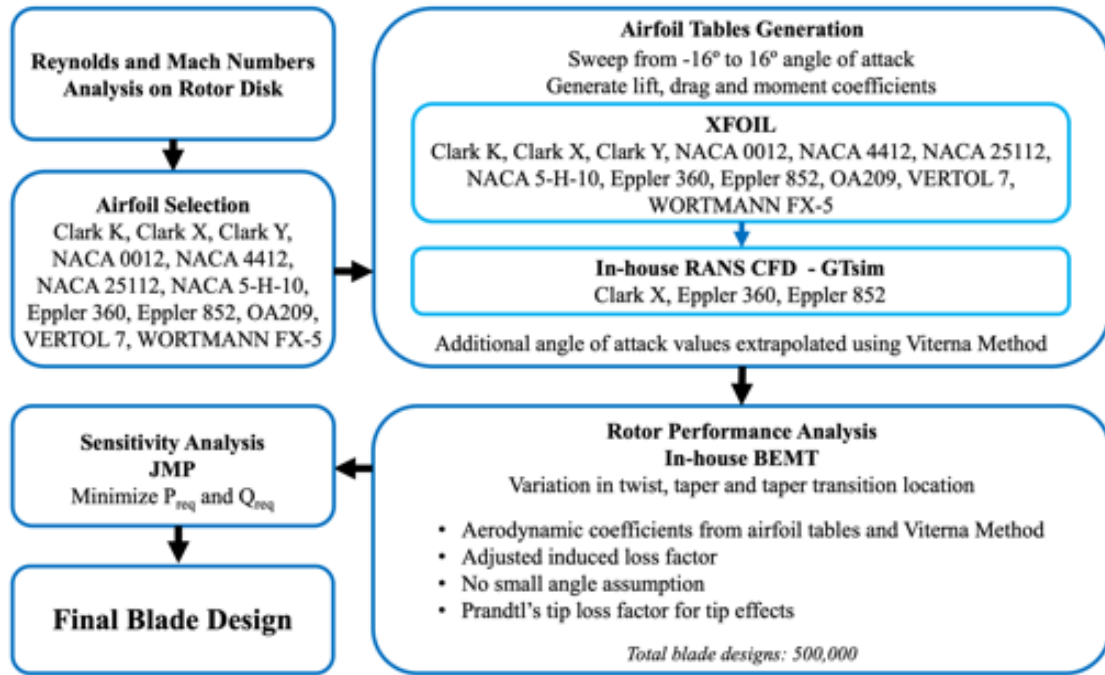 Reynolds and Mach Numbers
Analysis on Rotor Disk
Airfoil Selection
Clark K, Clark X, Clark Y,
NACA 0012, NACA 4412,
NACA 25112, NACA 5-H-10,
Eppler 360, Eppler 852, OA209,
VERTOL 7, WORTMANN FX-5
Airfoil Tables Generation
Sweep from -16º to 16º angle of attack
Generate lift, drag and moment coefficients
XFOIL
Clark K, Clark X, Clark Y, NACA 0012, NACA 4412, NACA 25112,
NACA 5-H-10, Eppler 360, Eppler 852, OA209, VERTOL 7,
WORTMANN FX-5
In-house RANS CFD - GTsim
Clark X, Eppler 360, Eppler 852
Additional angle of attack values extrapolated using Viterna Method
Rotor Performance Analysis
In-house BEMT
Variation in twist, taper and taper transition location
• Aerodynamic coefficients from airfoil tables and Viterna Method
• Adjusted induced loss factor
• No small angle assumption
• Prandtl's tip loss factor for tip effects
Total blade designs: 500,000
Sensitivity Analysis
JMP
Minimize Preq and Qreq
Final Blade Design